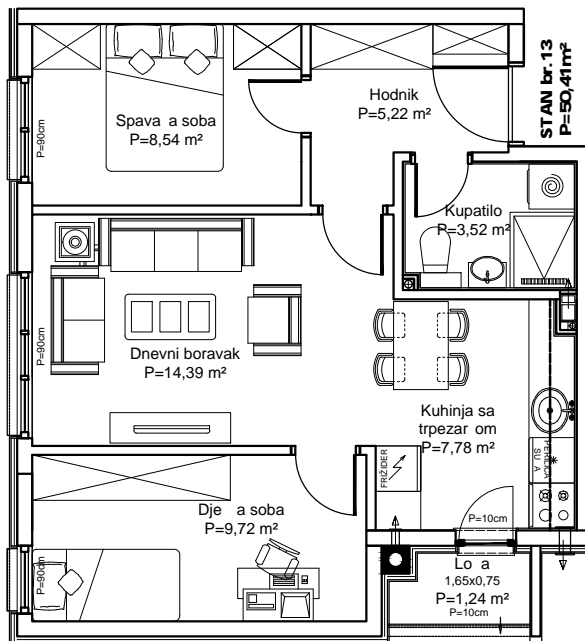 STAN br. 13
P=50,41m²
Hodnik
P=5,22 m²
Spava a soba
P=8,54 m²
P=90cm
Kupatilo
P=3,52 m²
Dnevni boravak
P=14,39 m²
P=90cm
Kuhinja sa
trpezar om
P=7,78 m²
FRIŽIDER
PERILICA
SU A
Dje a soba
P=9,72 m²
P=90cm
P=10cm
Lo a
1,65x0,75
P=1,24 m²
P=10cm